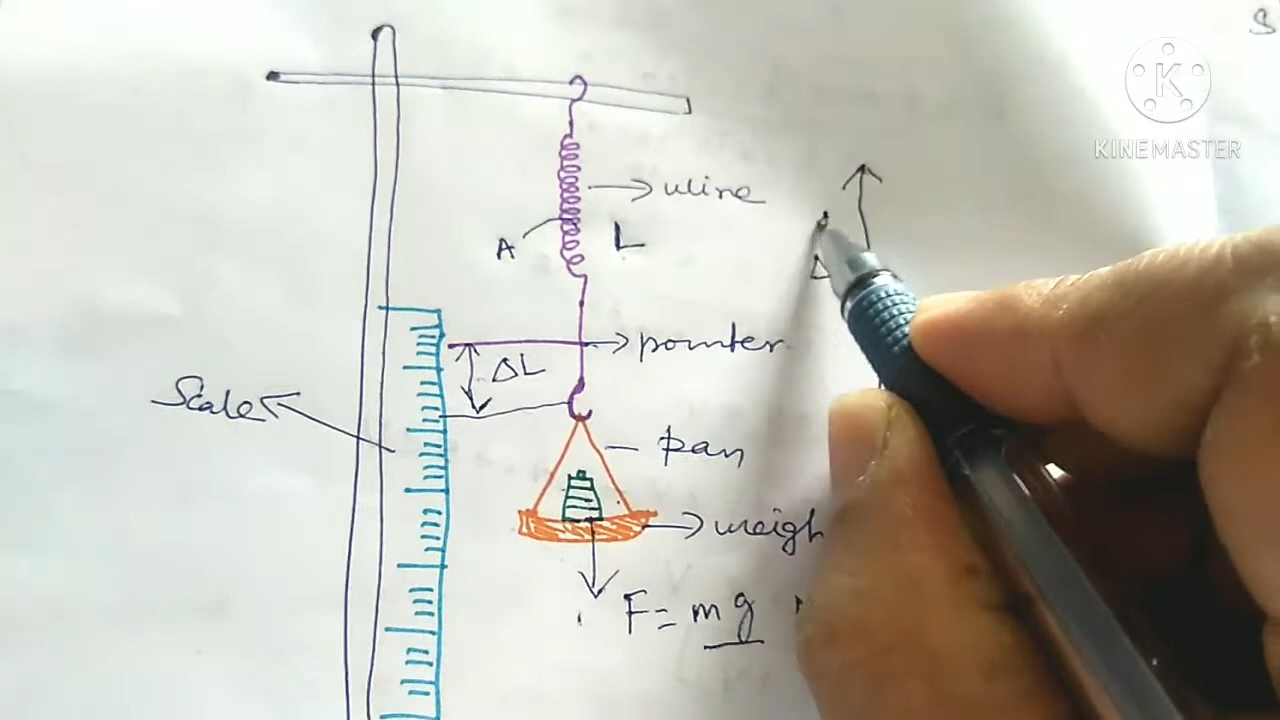 S
K
KINEMASTER
wire
A
L
pointer
ΔL
Scale
pan
weigh
F = mg